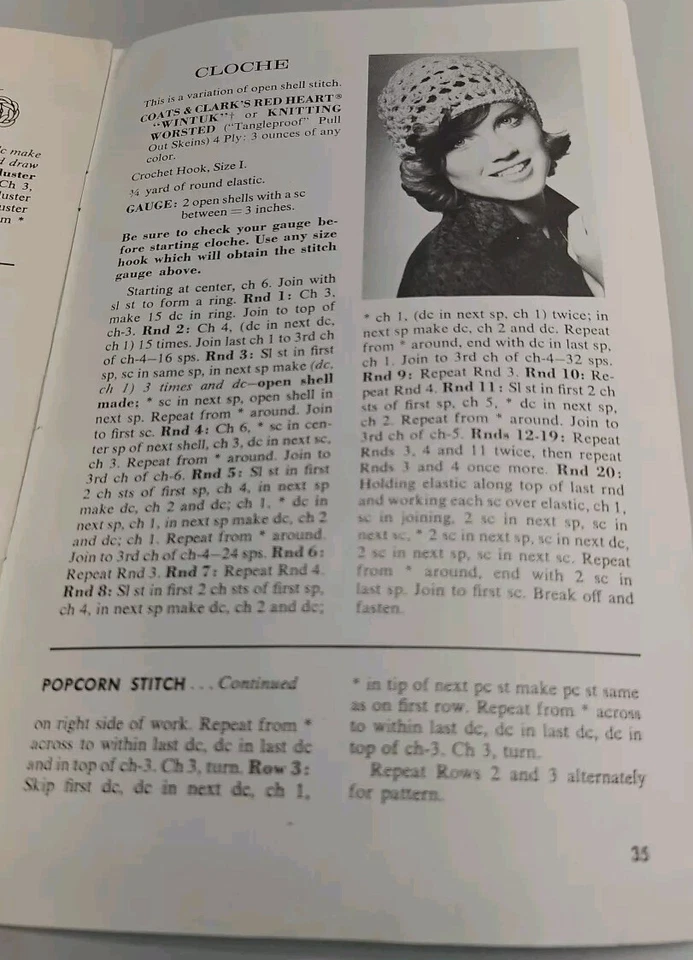 c make
d draw
luster
Ch 3,
luster
uster
m *
CLOCHE
This is a variation of open shell stitch.
COATS & CLARK'S RED HEART®
"WINTUK"† or KNITTING
WORSTED ("Tangleproof" Pull
Out Skeins) 4 Ply: 3 ounces of any
color.
Crochet Hook, Size I.
¾ yard of round elastic.
GAUGE: 2 open shells with a sc
between = 3 inches.
Be sure to check your gauge be-
fore starting cloche. Use any size
hook which will obtain the stitch
gauge above.
Starting at center, ch 6. Join with
sl st to form a ring. Rnd 1: Ch 3,
make 15 dc in ring. Join to top of
ch-3. Rnd 2: Ch 4, (dc in next dc,
ch 1) 15 times. Join last ch 1 to 3rd ch
of ch-4—16 sps. Rnd 3: Sl st in first
sp, sc in same sp, in next sp make (dc,
ch 1) 3 times and dc—open shell
made; * sc in next sp, open shell in
next sp. Repeat from * around. Join
to first sc. Rnd 4: Ch 6, * sc in cen-
ter sp of next shell, ch 3, dc in next sc,
ch 3. Repeat from * around. Join to
3rd ch of ch-6. Rnd 5: Sl st in first
2 ch sts of first sp, ch 4, in next sp
make dc, ch 2 and dc; ch 1, * dc in
next sp, ch 1, in next sp make dc, ch 2
and dc; ch 1. Repeat from * around.
Join to 3rd ch of ch-4—24 sps. Rnd 6:
Repeat Rnd 3. Rnd 7: Repeat Rnd 4.
Rnd 8: Sl st in first 2 ch sts of first sp,
ch 4, in next sp make dc, ch 2 and dc;
* ch 1, (dc in next sp, ch 1) twice; in
next sp make dc, ch 2 and dc. Repeat
from * around, end with dc in last sp,
ch 1. Join to 3rd ch of ch-4—32 sps.
Rnd 9: Repeat Rnd 3. Rnd 10: Re-
peat Rnd 4. Rnd 11: Sl st in first 2 ch
sts of first sp, ch 5, * dc in next sp,
ch 2. Repeat from * around. Join to
3rd ch of ch-5. Rnds 12-19: Repeat
Rnds 3, 4 and 11 twice, then repeat
Rnds 3 and 4 once more. Rnd 20:
Holding elastic along top of last rnd
and working each sc over elastic, ch 1,
sc in joining, 2 sc in next sp, sc in
next sc, * 2 sc in next sp, sc in next dc,
2 sc in next sp, sc in next sc. Repeat
from * around, end with 2 sc in
last sp. Join to first sc. Break off and
fasten.
POPCORN STITCH ... Continued
on right side of work. Repeat from *
across to within last dc, dc in last dc
and in top of ch-3. Ch 3, turn. Row 3:
Skip first dc, dc in next dc, ch 1,
* in tip of next pc st make pc st same
as on first row. Repeat from * across
to within last dc, dc in last dc, dc in
top of ch-3. Ch 3, turn.
Repeat Rows 2 and 3 alternately
for pattern.
35